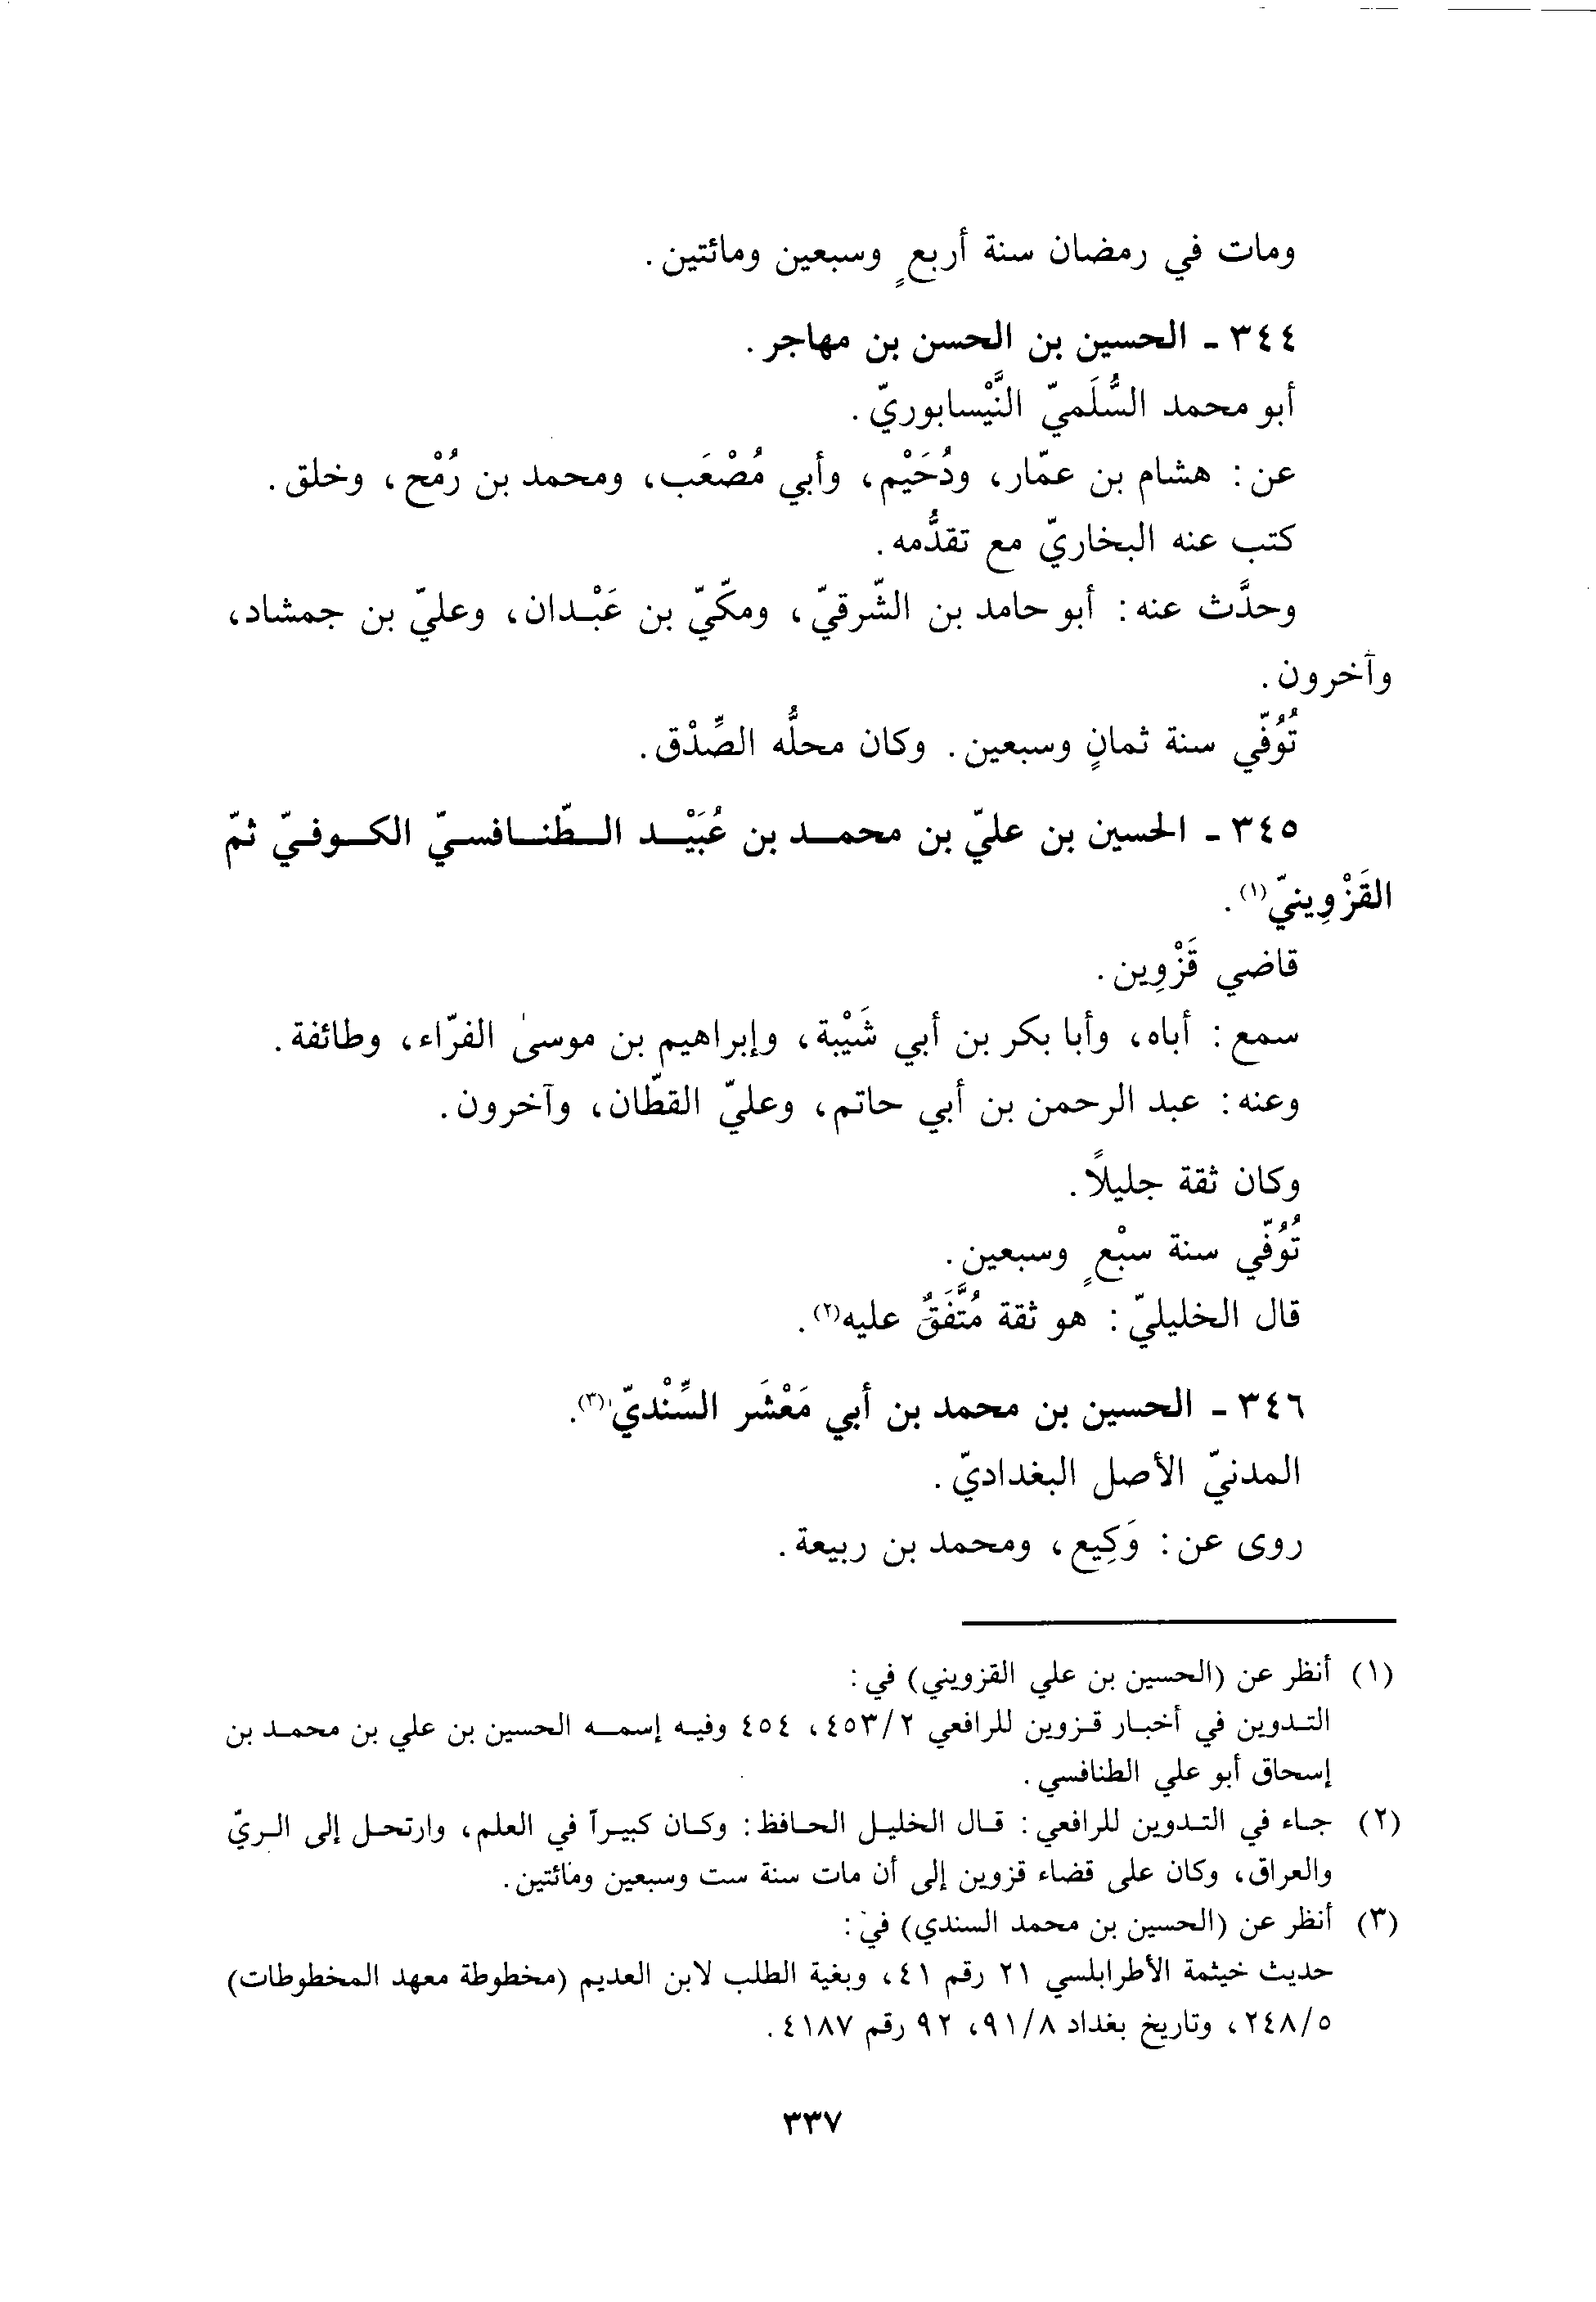 ومات في رمضان سنة أربعٍ وسبعين ومائتين.
٣٤٤ - الحسين بن الحسن بن مهاجر.
أبو محمد السُّلَميّ النَّيْسابوريّ.
عن: هشام بن عمّار، ودُحَيْم، وأبي مُصْعَب، ومحمد بن رُمْح، وخلق.
كتب عنه البخاريّ مع تقدُّمه.
وحدَّث عنه: أبو حامد بن الشّرقيّ، ومكّيّ بن عَبْدان، وعليّ بن جمشاد،
وآخرون.
تُوُفّي سنة ثمانٍ وسبعين. وكان محلُّه الصِّدْق.
٣٤٥ - الحسين بن عليّ بن محمد بن عُبَيْد الطّنافسيّ الكوفيّ ثمّ
القَزْوِينيّ(١).
قاضي قَزْوِين.
سمع: أباه، وأبا بكر بن أبي شَيْبة، وإبراهيم بن موسىٰ الفرّاء، وطائفة.
وعنه: عبد الرحمن بن أبي حاتم، وعليّ القطّان، وآخرون.
وكان ثقة جليلاً.
تُوُفّي سنة سبْعٍ وسبعين.
قال الخليليّ: هو ثقة مُتَّفَقٌ عليه(٢).
٣٤٦ - الحسين بن محمد بن أبي مَعْشَر السِّنْديّ(٣).
المدنيّ الأصل البغداديّ.
روى عن: وَكِيع، ومحمد بن ربيعة.
(١) أنظر عن (الحسين بن علي القزويني) في:
التدوين في أخبار قزوين للرافعي ٤٥٣/٢، ٤٥٤ وفيه إسمه الحسين بن علي بن محمد بن
إسحاق أبو علي الطنافسي.
(٢) جاء في التدوين للرافعي: قال الخليل الحافظ: وكان كبيراً في العلم، وارتحل إلى الريّ
والعراق، وكان على قضاء قزوين إلى أن مات سنة ست وسبعين ومائتين.
(٣) أنظر عن (الحسين بن محمد السندي) في:
حديث خيثمة الأطرابلسي ٢١ رقم ٤١، وبغية الطلب لابن العديم (مخطوطة معهد المخطوطات)
٢٤٨/٥، وتاريخ بغداد ٩١/٨، ٩٢ رقم ٤١٨٧.
٣٣٧